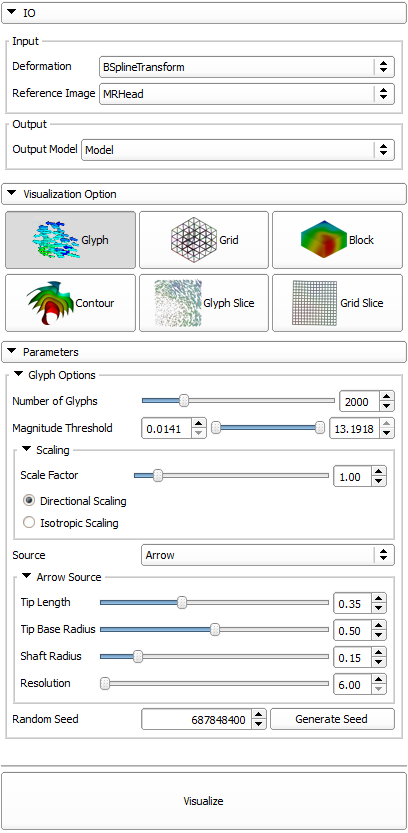 IO
Input
Deformation BSplineTransform
Reference Image MRHead
Output
Output Model Model
Visualization Option
Glyph Grid Block
Contour Glyph Slice Grid Slice
Parameters
Glyph Options
Number of Glyphs 2000
Magnitude Threshold 0.0141 13.1918
Scaling
Scale Factor 1.00
Directional Scaling
Isotropic Scaling
Source Arrow
Arrow Source
Tip Length 0.35
Tip Base Radius 0.50
Shaft Radius 0.15
Resolution 6.00
Random Seed 687848400 Generate Seed
Visualize